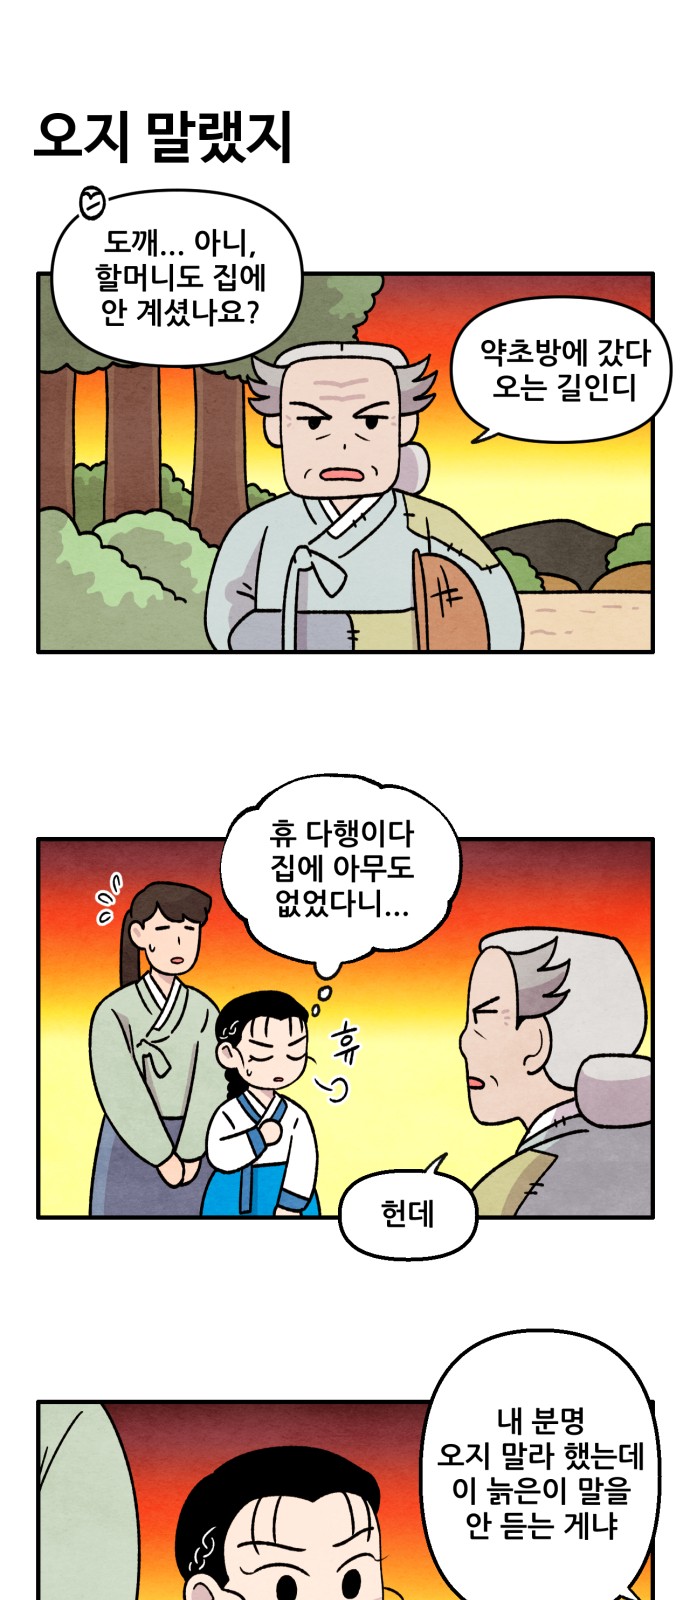 오지 말랬지
도깨... 아니,
할머니도 집에
안 계셨나요?
약초방에 갔다
오는 길인디
휴 다행이다
집에 아무도
없었다니...
휴
헌데
내 분명
오지 말라 했는데
이 늙은이 말을
안 듣는 게냐